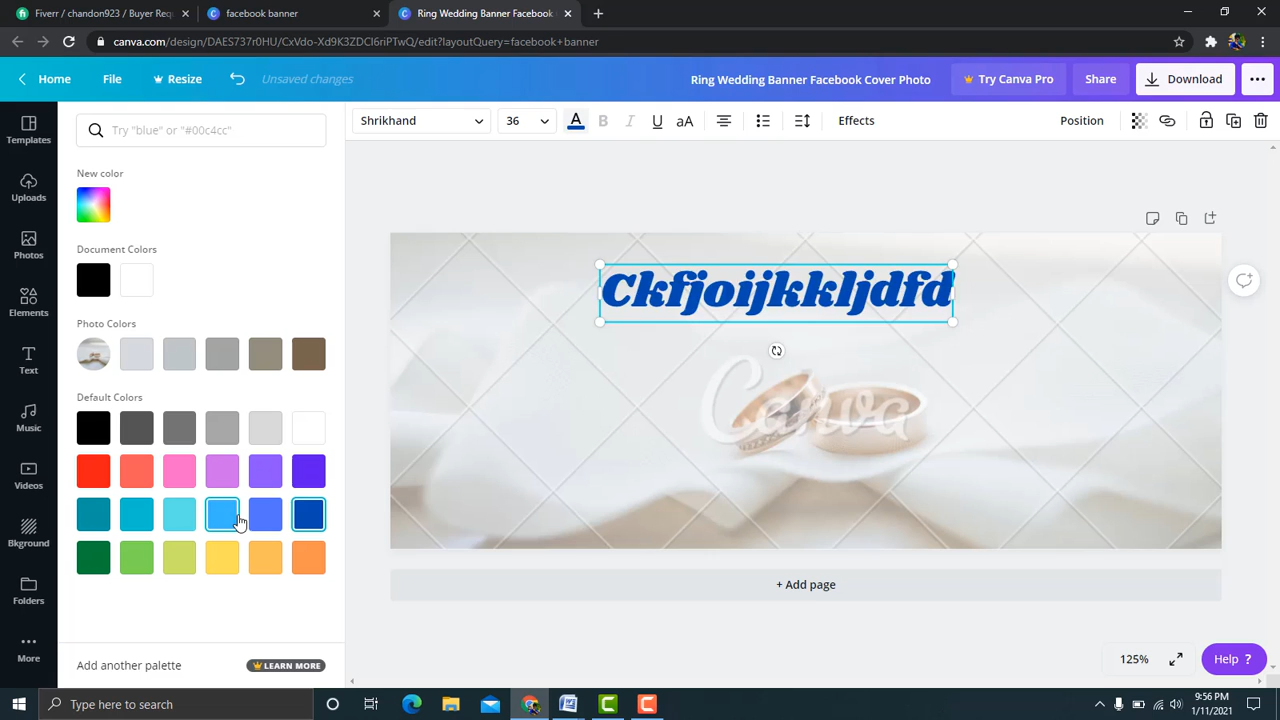 Fiverr / chandon923 / Buyer Req
facebook banner
Ring Wedding Banner Facebook Co
canva.com/design/DAES737r0HU/CxVdo-Xd9K3ZDCI6riPTwQ/edit?layoutQuery=facebook+banner
Home File Resize Unsaved changes Ring Wedding Banner Facebook Cover Photo Try Canva Pro Share Download
Templates
Uploads
Photos
Elements
Text
Music
Videos
Bkground
Folders
More
Try "blue" or "#00c4cc"
New color
Document Colors
Photo Colors
Default Colors
Add another palette LEARN MORE
Shrikhand 36 A B I U aA Effects Position
Ckfjoijkkljdfd
Canva
+ Add page
125% Help ?
Type here to search
9:56 PM
1/11/2021